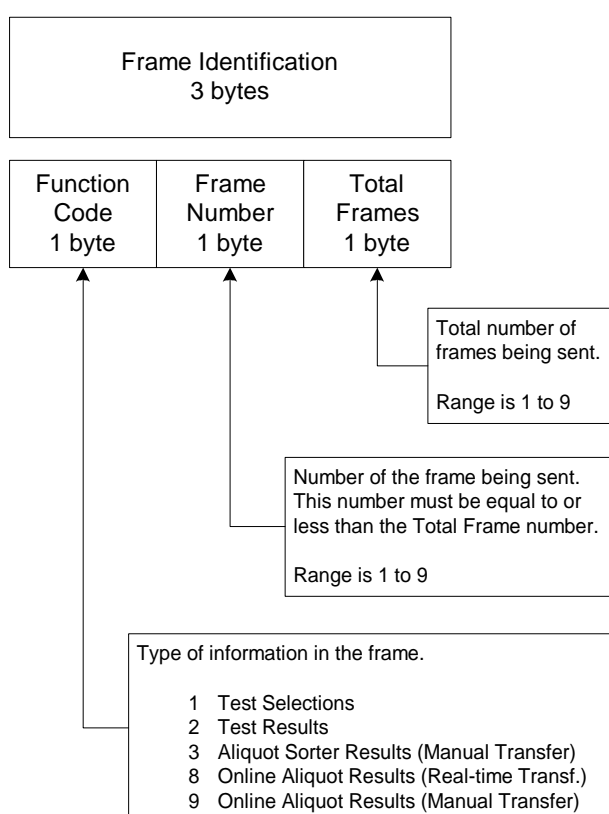 Frame Identification
3 bytes
Function
Code
1 byte
Frame
Number
1 byte
Total
Frames
1 byte
Total number of
frames being sent.
Range is 1 to 9
Number of the frame being sent.
This number must be equal to or
less than the Total Frame number.
Range is 1 to 9
Type of information in the frame.
1 Test Selections
2 Test Results
3 Aliquot Sorter Results (Manual Transfer)
8 Online Aliquot Results (Real-time Transf.)
9 Online Aliquot Results (Manual Transfer)